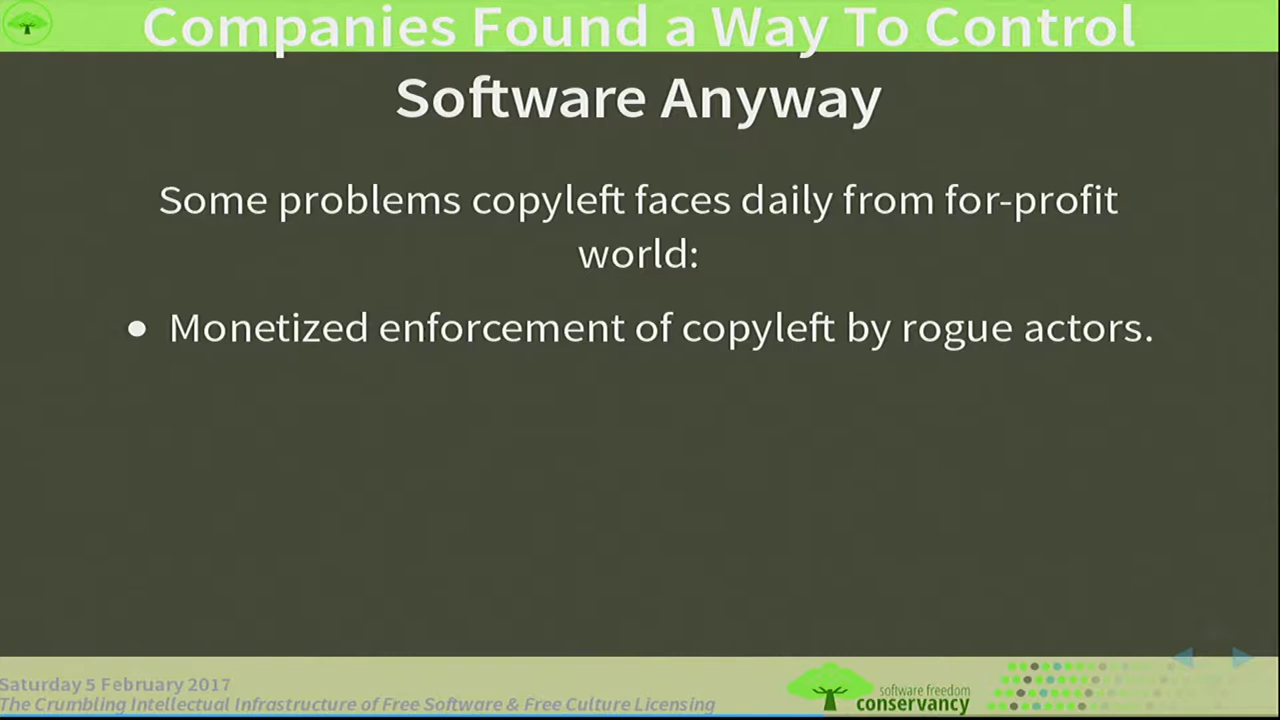 Companies Found a Way To Control
Software Anyway
Some problems copyleft faces daily from for-profit
world:
● Monetized enforcement of copyleft by rogue actors.
Saturday 5 February 2017
The Crumbling Intellectual Infrastructure of Free Software & Free Culture Licensing
software freedom
conservancy